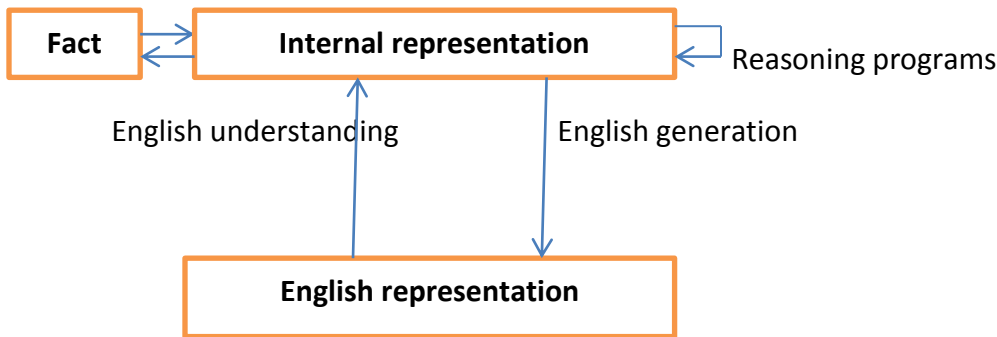 Fact
Internal representation
Reasoning programs
English understanding
English generation
English representation